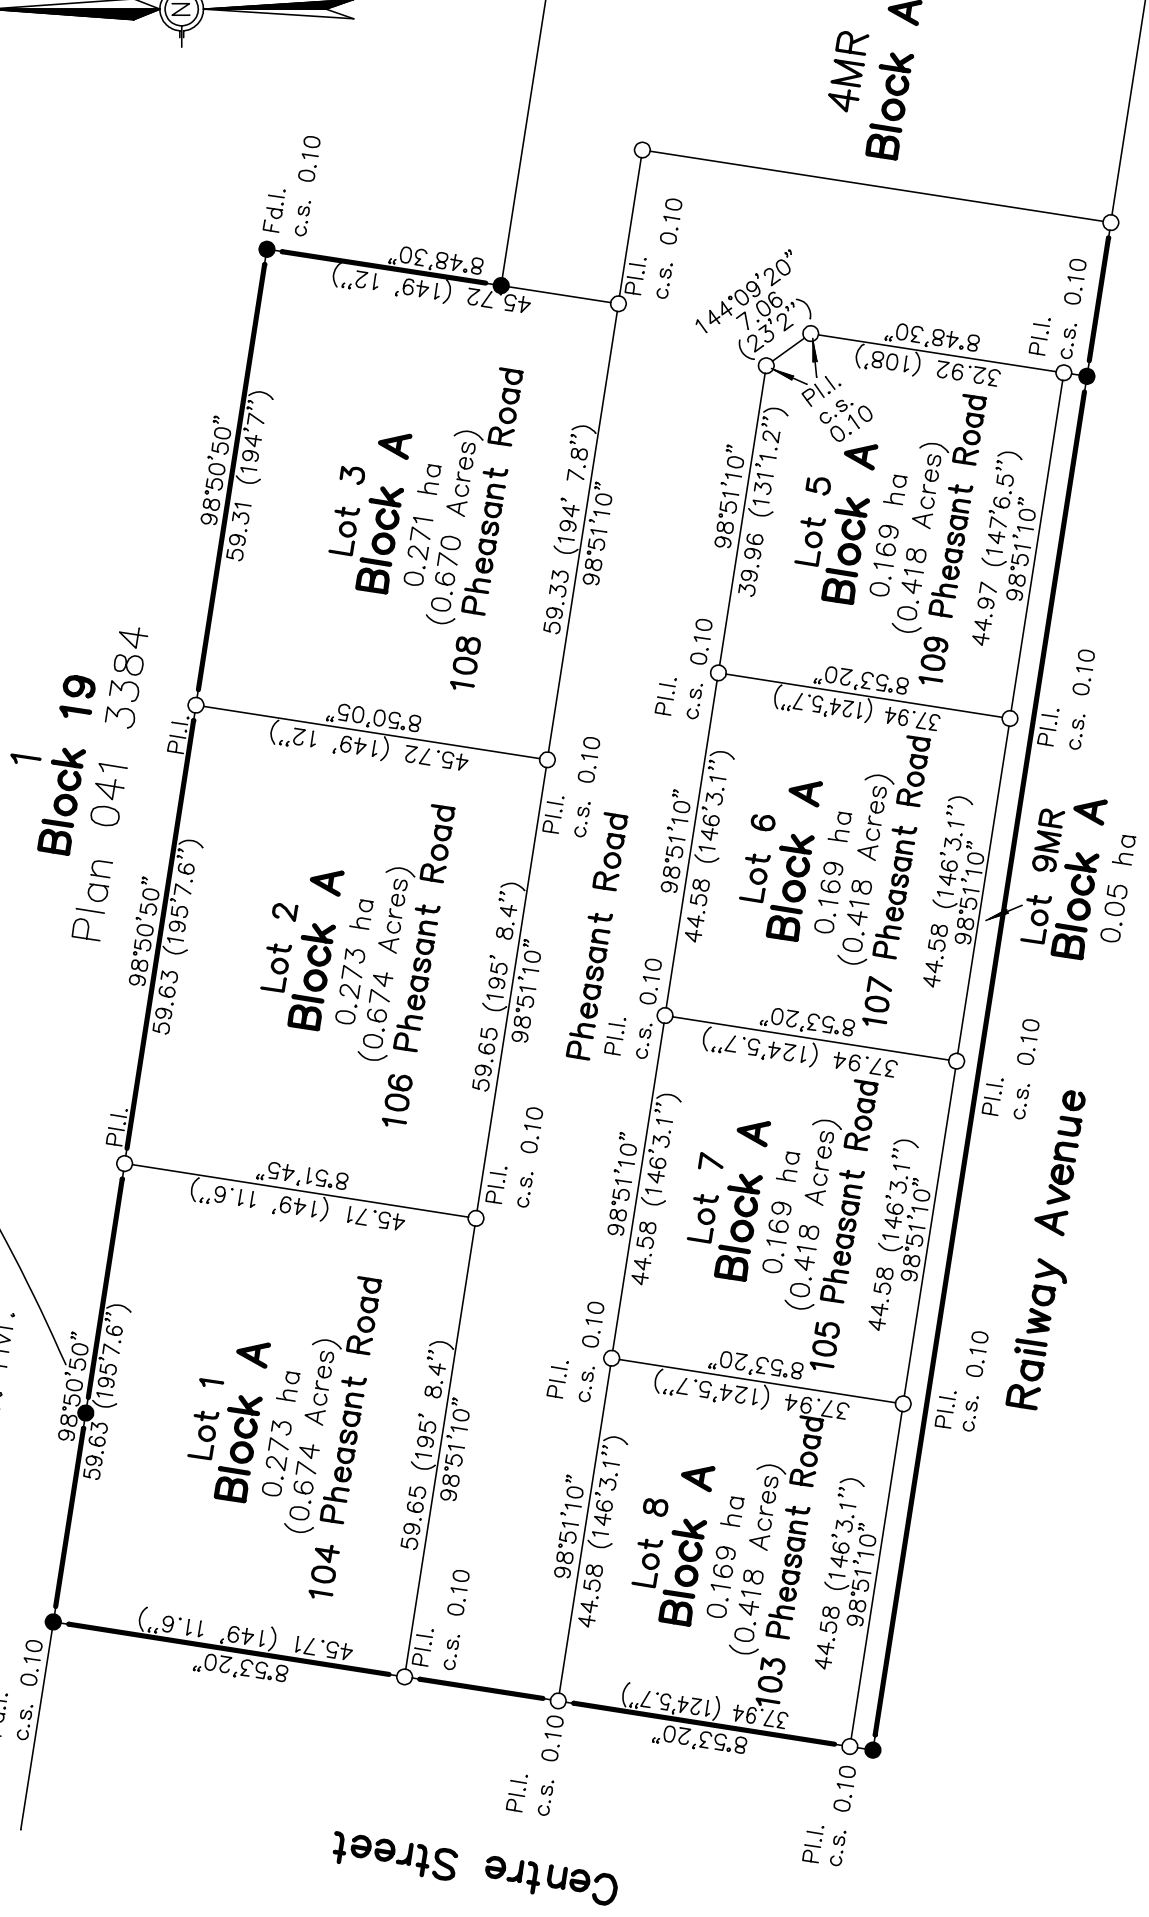 N
4MR
Block A
Fd.I.
c.s. 0.10
8°48'30"
45.72 (149' 12")
Pl.I.
c.s. 0.10
144°09'20"
7.06
(23'2")
8°48'30"
32.92 (108')
Pl.I.
c.s. 0.10
Pl.I.
c.s.
0.10
1
Block 19
Plan 041 3384
98°50'50"
59.31 (194'7")
Lot 3
Block A
0.271 ha
(0.670 Acres)
108 Pheasant Road
59.33 (194' 7.8")
98°51'10"
Pl.I.
8°50'05"
45.72 (149' 12")
Pl.I.
c.s. 0.10
98°50'50"
59.63 (195'7.6")
Lot 2
Block A
0.273 ha
(0.674 Acres)
106 Pheasant Road
59.65 (195' 8.4")
98°51'10"
Pl.I.
8°51'45"
45.71 (149' 11.6")
Pl.I.
c.s. 0.10
98°50'50"
59.63 (195'7.6")
Lot 1
Block A
0.273 ha
(0.674 Acres)
104 Pheasant Road
59.65 (195' 8.4")
98°51'10"
c.s. 0.10
45.71 (149' 11.6")
8°53'20"
Pl.I.
c.s. 0.10
Pheasant Road
98°51'10"
39.96 (131'1.2")
Lot 5
Block A
0.169 ha
(0.418 Acres)
109 Pheasant Road
44.97 (147'6.5")
98°51'10"
Pl.I.
c.s. 0.10
8°53'20"
37.94 (124'5.7")
Pl.I.
c.s. 0.10
98°51'10"
44.58 (146'3.1")
Lot 6
Block A
0.169 ha
(0.418 Acres)
107 Pheasant Road
44.58 (146'3.1")
98°51'10"
Lot 9MR
Block A
0.05 ha
Pl.I.
c.s. 0.10
8°53'20"
37.94 (124'5.7")
Pl.I.
c.s. 0.10
98°51'10"
44.58 (146'3.1")
Lot 7
Block A
0.169 ha
(0.418 Acres)
105 Pheasant Road
44.58 (146'3.1")
98°51'10"
Pl.I.
c.s. 0.10
8°53'20"
37.94 (124'5.7")
Pl.I.
c.s. 0.10
98°51'10"
44.58 (146'3.1")
Lot 8
Block A
0.169 ha
(0.418 Acres)
103 Pheasant Road
44.58 (146'3.1")
98°51'10"
37.94 (124'5.7")
8°53'20"
Pl.I.
c.s. 0.10
Pl.I.
c.s. 0.10
Railway Avenue
Centre Street